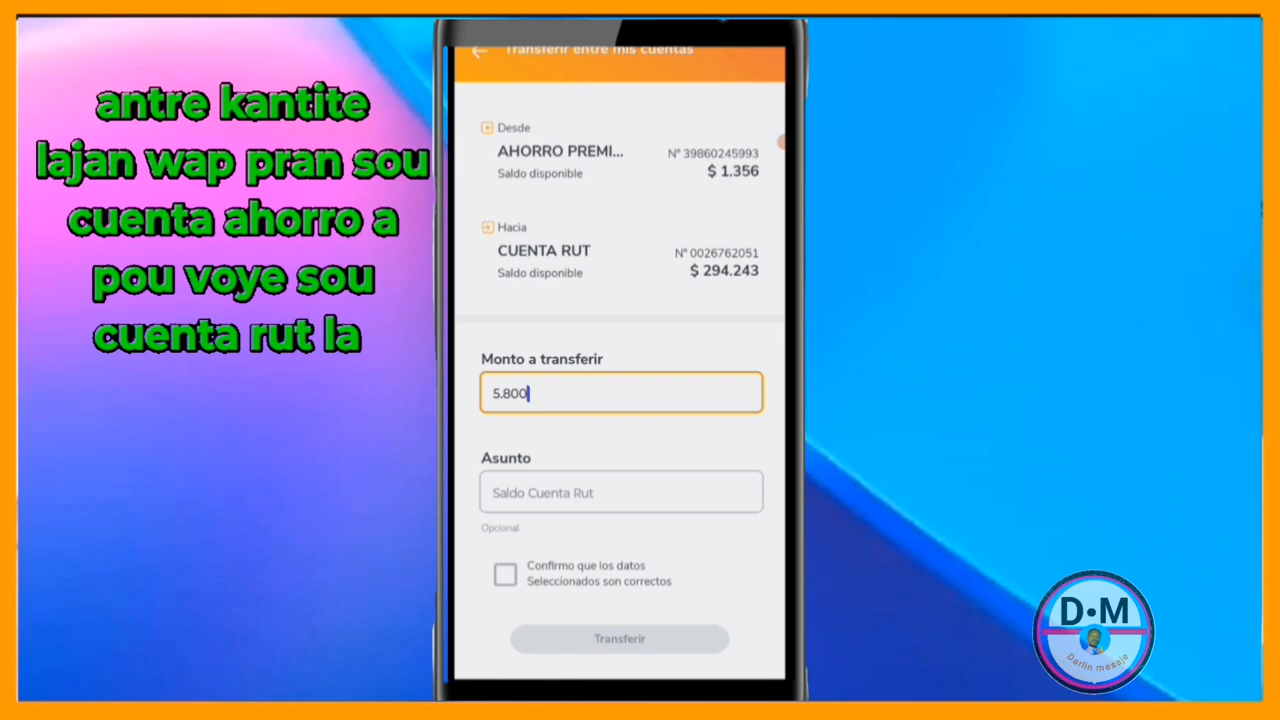 antre kantite
lajan wap pran sou
cuenta ahorro a
pou voye sou
cuenta rut la
Transferir entre mis cuentas
Desde
AHORRO PREMI... N° 39860245993
Saldo disponible $ 1.356
Hacia
CUENTA RUT N° 0026762051
Saldo disponible $ 294.243
Monto a transferir
5.800
Asunto
Saldo Cuenta Rut
Opcional
Confirmo que los datos
Seleccionados son correctos
Transferir
D•M
Darlin mesaje